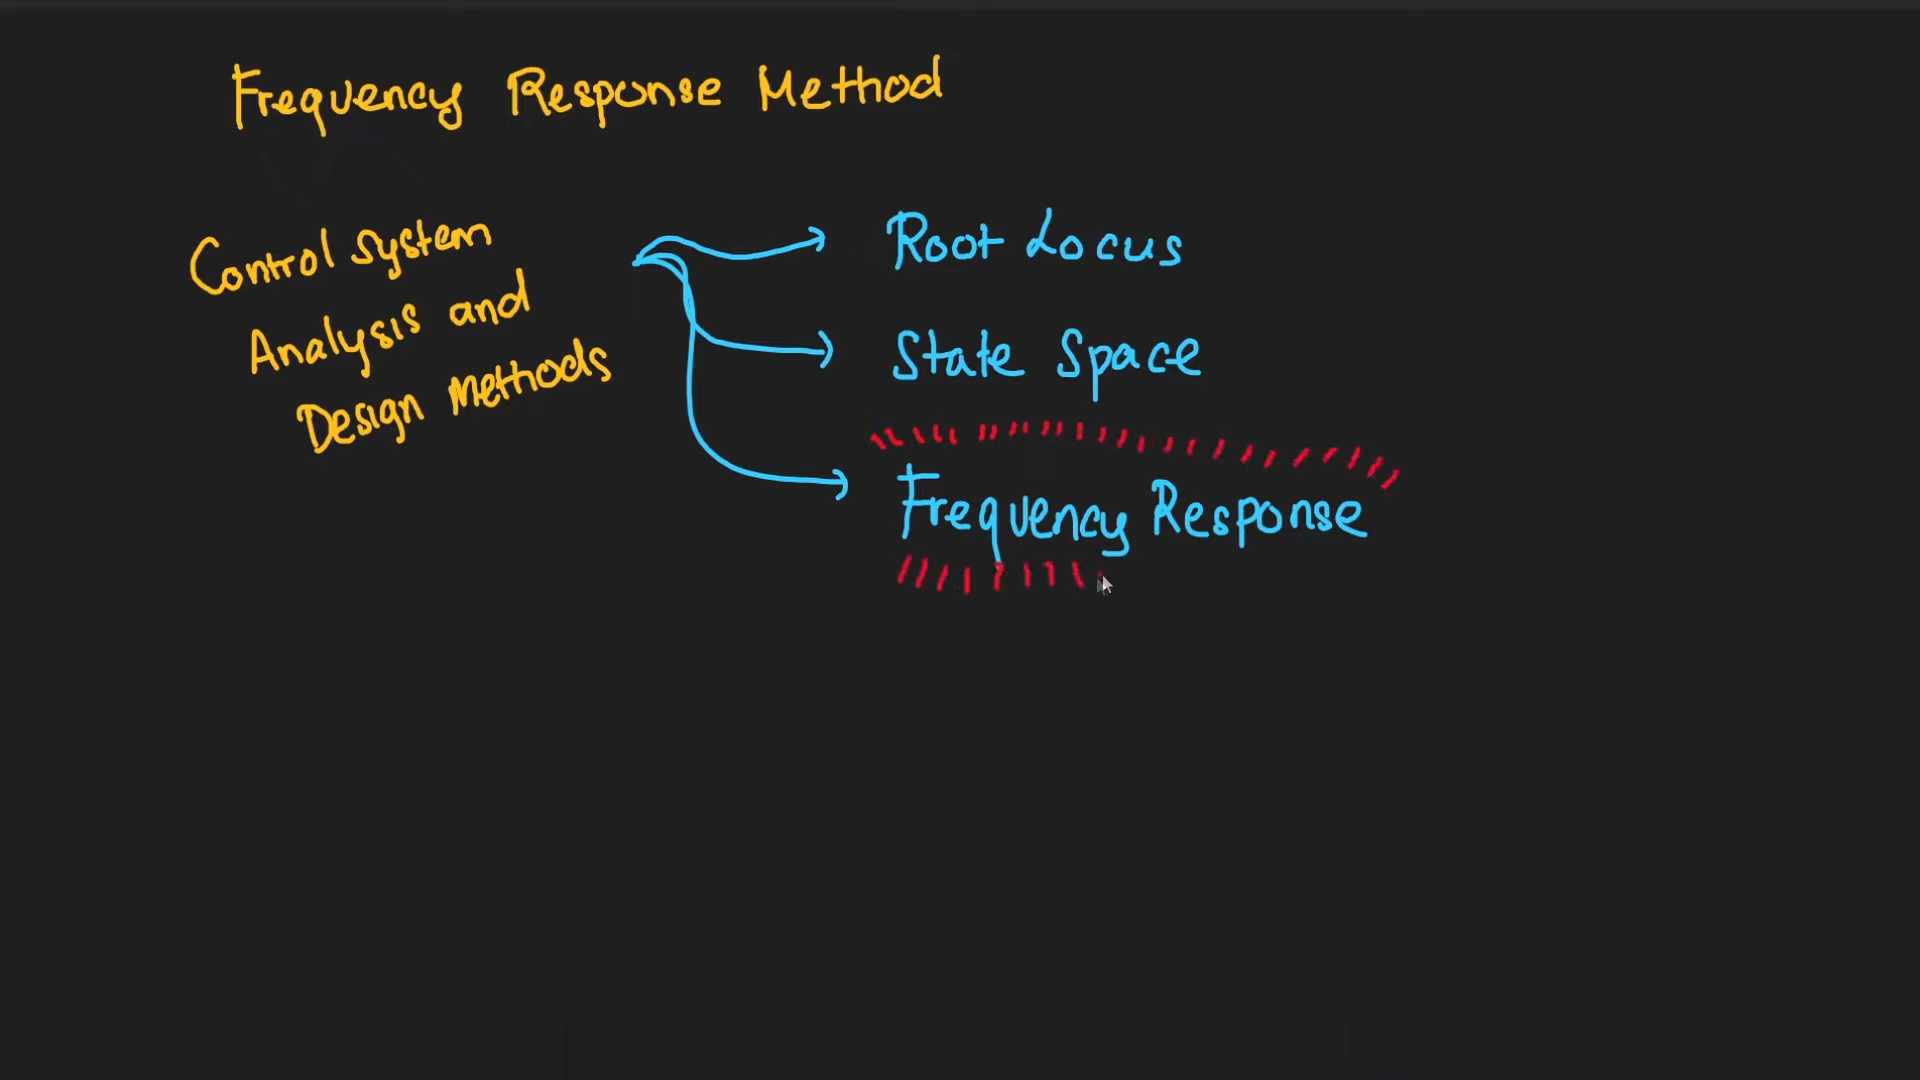 Frequency Response Method
Control System
Analysis and
Design Methods
Root Locus
State Space
Frequency Response